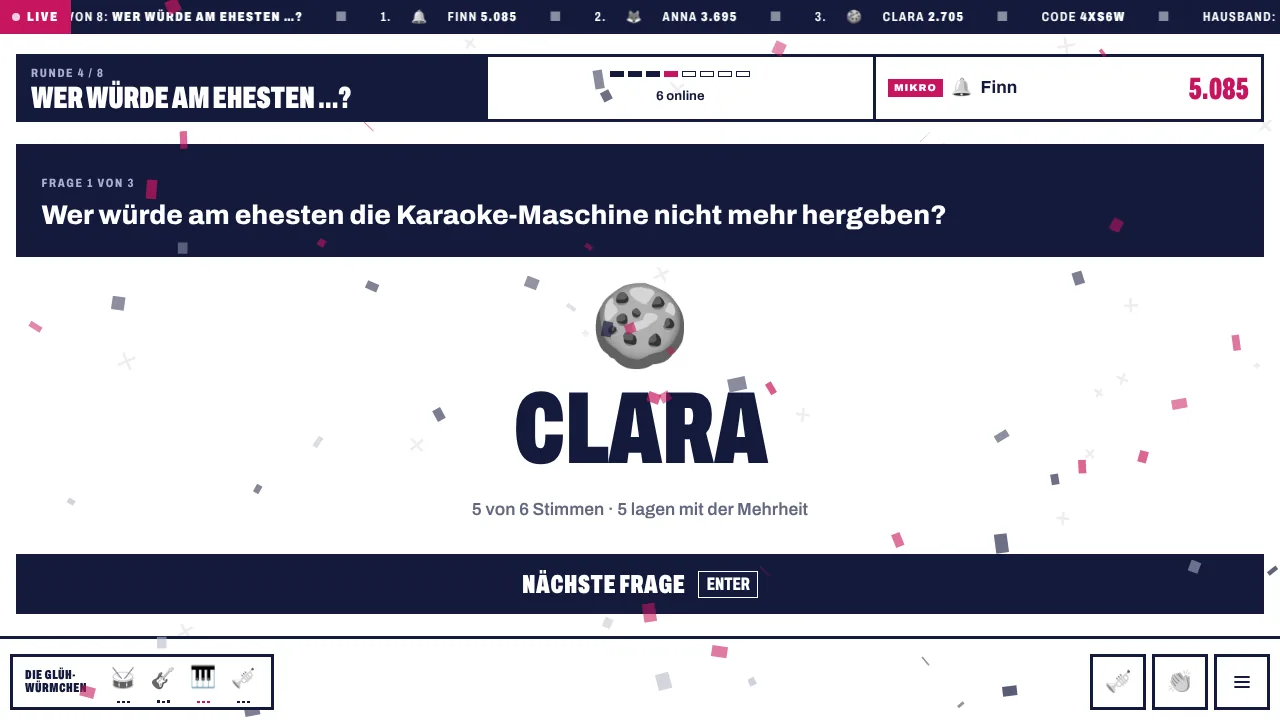 LIVE
VON 8: WER WÜRDE AM EHESTEN …? ■ 1. FINN 5.085 ■ 2. ANNA 3.695 ■ 3. CLARA 2.705 ■ CODE 4XS6W ■ HAUSBAND:
RUNDE 4 / 8
WER WÜRDE AM EHESTEN …?
6 online
MIKRO Finn 5.085
FRAGE 1 VON 3
Wer würde am ehesten die Karaoke-Maschine nicht mehr hergeben?
CLARA
5 von 6 Stimmen · 5 lagen mit der Mehrheit
NÄCHSTE FRAGE ENTER
DIE GLÜH-
WÜRMCHEN